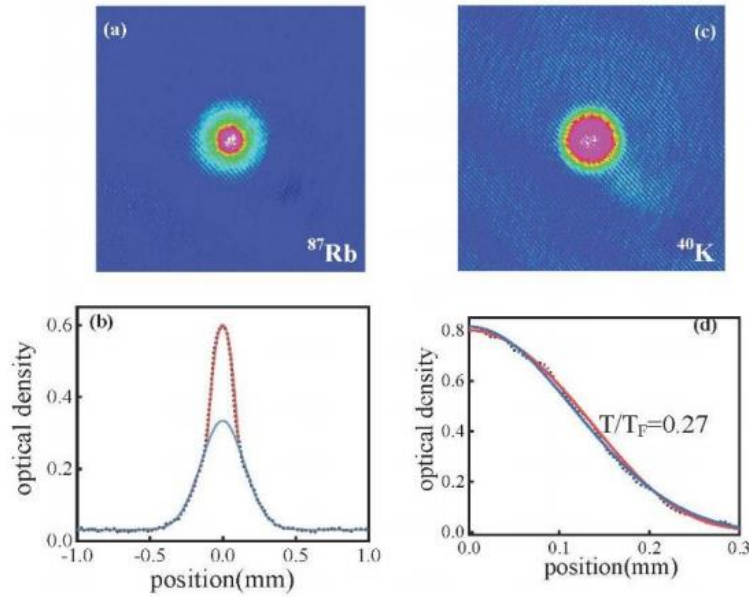 (a)
⁸⁷Rb
(c)
⁴⁰K
(b)
optical density
0.6
0.4
0.2
0.0
-1.0 -0.5 0.0 0.5 1.0
position(mm)
(d)
optical density
0.8
0.6
0.4
0.2
0.0
T/T_F=0.27
0.0 0.1 0.2 0.3
position(mm)